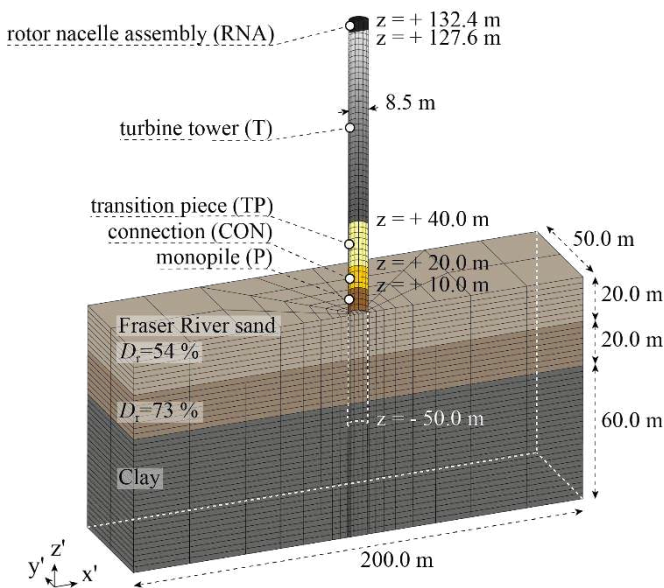 z = + 132.4 m
rotor nacelle assembly (RNA)
z = + 127.6 m
8.5 m
turbine tower (T)
transition piece (TP)
z = + 40.0 m
connection (CON)
50.0 m
monopile (P)
z = + 20.0 m
z = + 10.0 m
20.0 m
Fraser River sand
Dr=54 %
20.0 m
Dr=73 %
z = - 50.0 m
60.0 m
Clay
z'
y'
x'
200.0 m